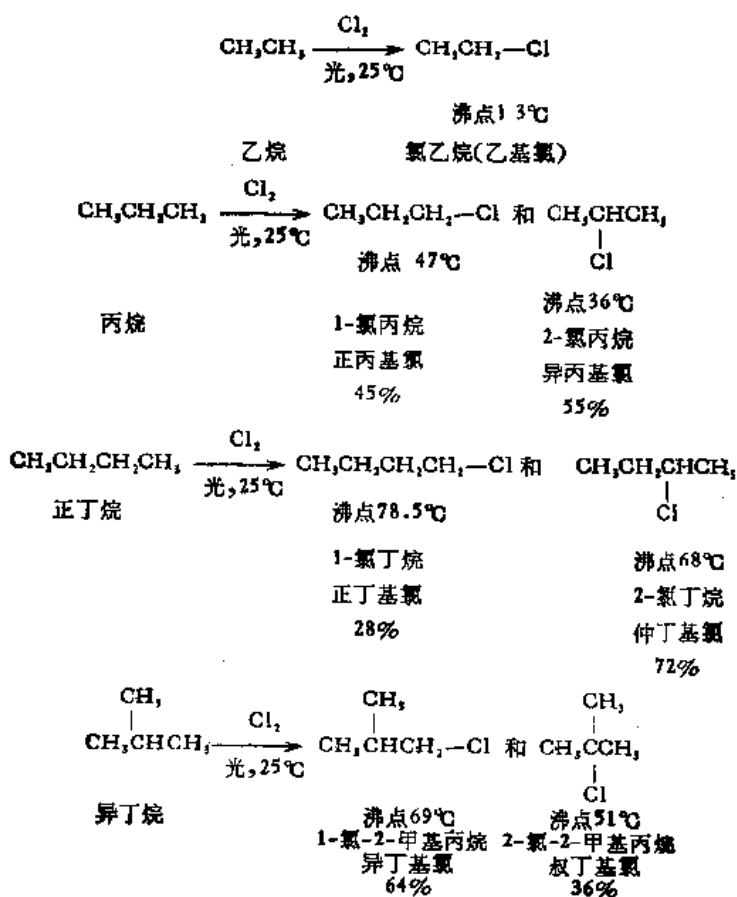 Cl₂
CH₃CH₃ → CH₃CH₂—Cl
光,25℃
沸点13℃
乙烷 氯乙烷(乙基氯)
Cl₂
CH₃CH₂CH₃ → CH₃CH₂CH₂—Cl 和 CH₃CHCH₃
光,25℃ Cl
沸点 47℃
沸点36℃
丙烷 1-氯丙烷 2-氯丙烷
正丙基氯 异丙基氯
45% 55%
Cl₂
CH₃CH₂CH₂CH₃ → CH₃CH₂CH₂CH₂—Cl 和 CH₃CH₂CHCH₃
光,25℃ Cl
正丁烷 沸点78.5℃
1-氯丁烷 沸点68℃
正丁基氯 2-氯丁烷
28% 仲丁基氯
72%
CH₃ CH₃ CH₃
Cl₂
CH₃CHCH₃ → CH₃CHCH₂—Cl 和 CH₃CCH₃
光,25℃ Cl
异丁烷 沸点69℃ 沸点51℃
1-氯-2-甲基丙烷 2-氯-2-甲基丙烷
异丁基氯 叔丁基氯
64% 36%